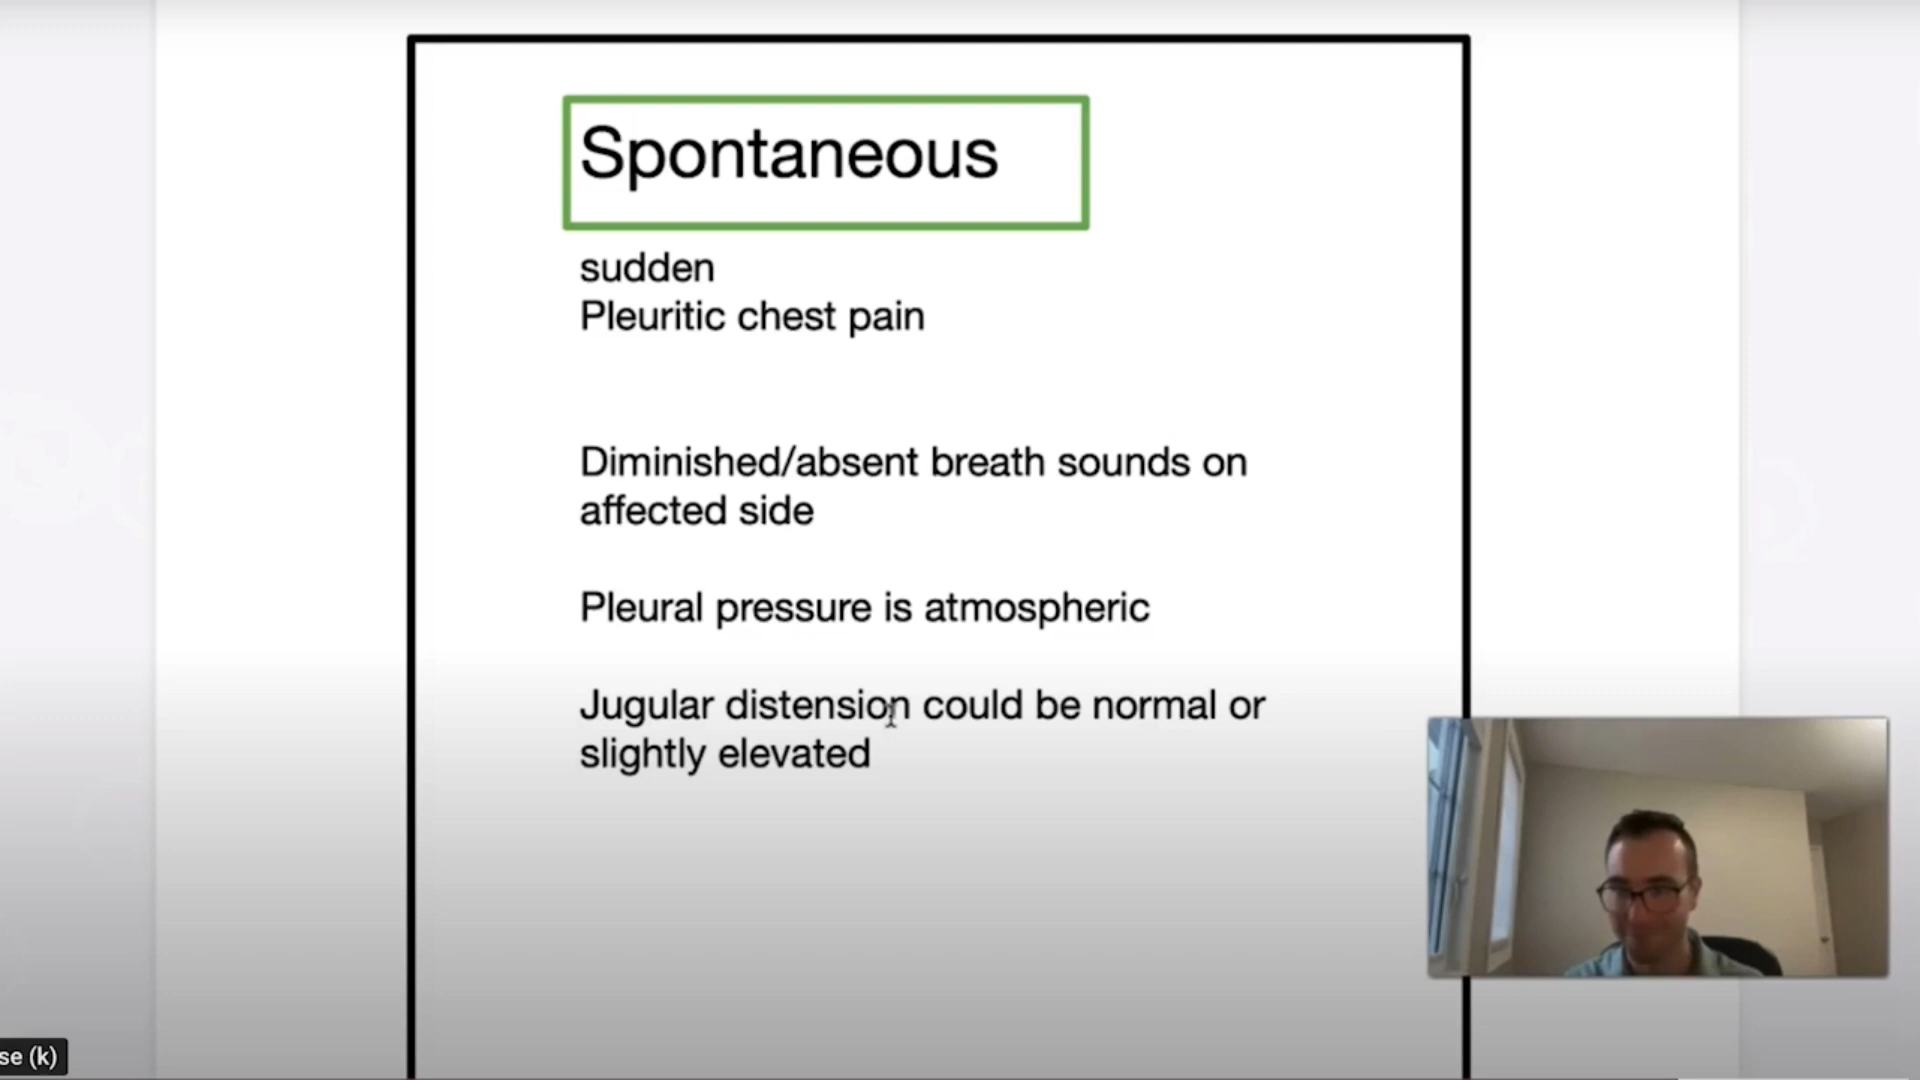 Spontaneous
sudden
Pleuritic chest pain
Diminished/absent breath sounds on
affected side
Pleural pressure is atmospheric
Jugular distension could be normal or
slightly elevated
se (k)